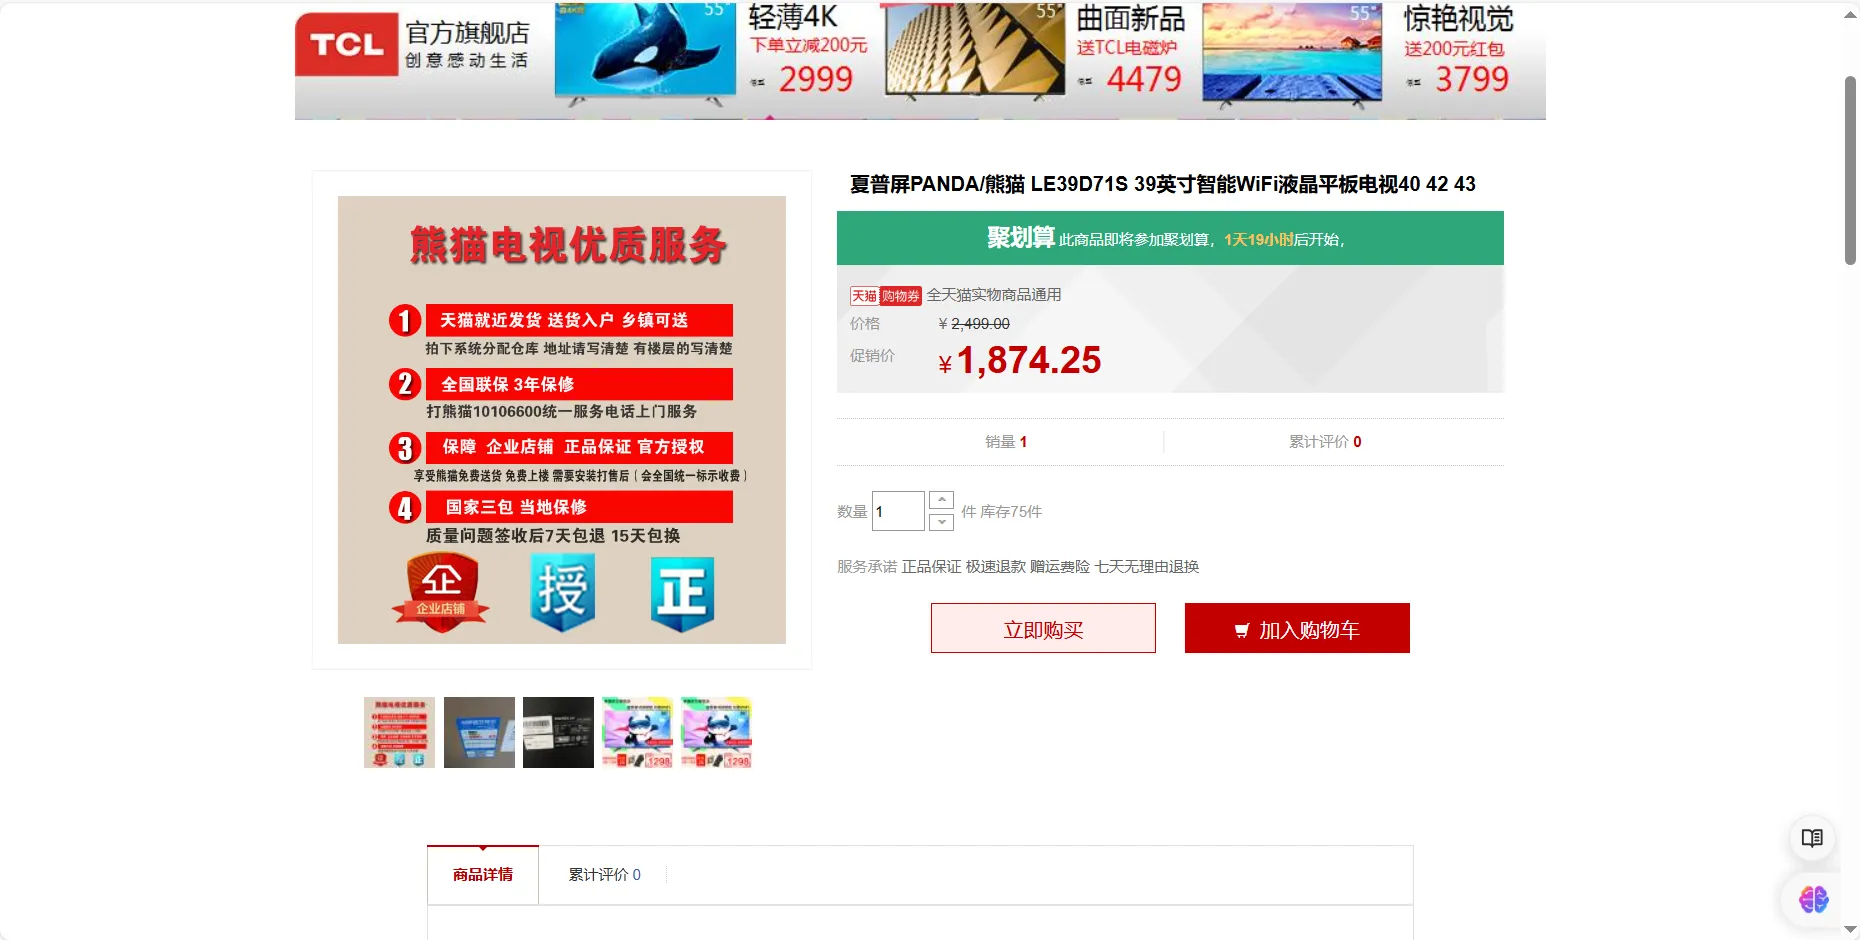 TCL 官方旗舰店
创意感动生活
55"
轻薄4K
下单立减200元
2999
55"
曲面新品
送TCL电磁炉
4479
55"
惊艳视觉
送200元红包
3799
熊猫电视优质服务
1 天猫就近发货 送货入户 乡镇可送
拍下系统分配仓库 地址请写清楚 有楼层的写清楚
2 全国联保 3年保修
打熊猫10106600统一服务电话上门服务
3 保障 企业店铺 正品保证 官方授权
享受熊猫免费送货 免费上楼 需要安装打售后（会全国统一标示收费）
4 国家三包 当地保修
质量问题签收后7天包退 15天包换
企 授 正
企业店铺
夏普屏PANDA/熊猫 LE39D71S 39英寸智能WiFi液晶平板电视40 42 43
聚划算 此商品即将参加聚划算，1天19小时后开始，
天猫 购物券 全天猫实物商品通用
价格 ¥ 2,499.00
促销价 ¥ 1,874.25
销量 1 累计评价 0
数量 1 件 库存75件
服务承诺 正品保证 极速退款 赠运费险 七天无理由退换
立即购买 加入购物车
熊猫电视优质服务
1298
1298
商品详情 累计评价 0